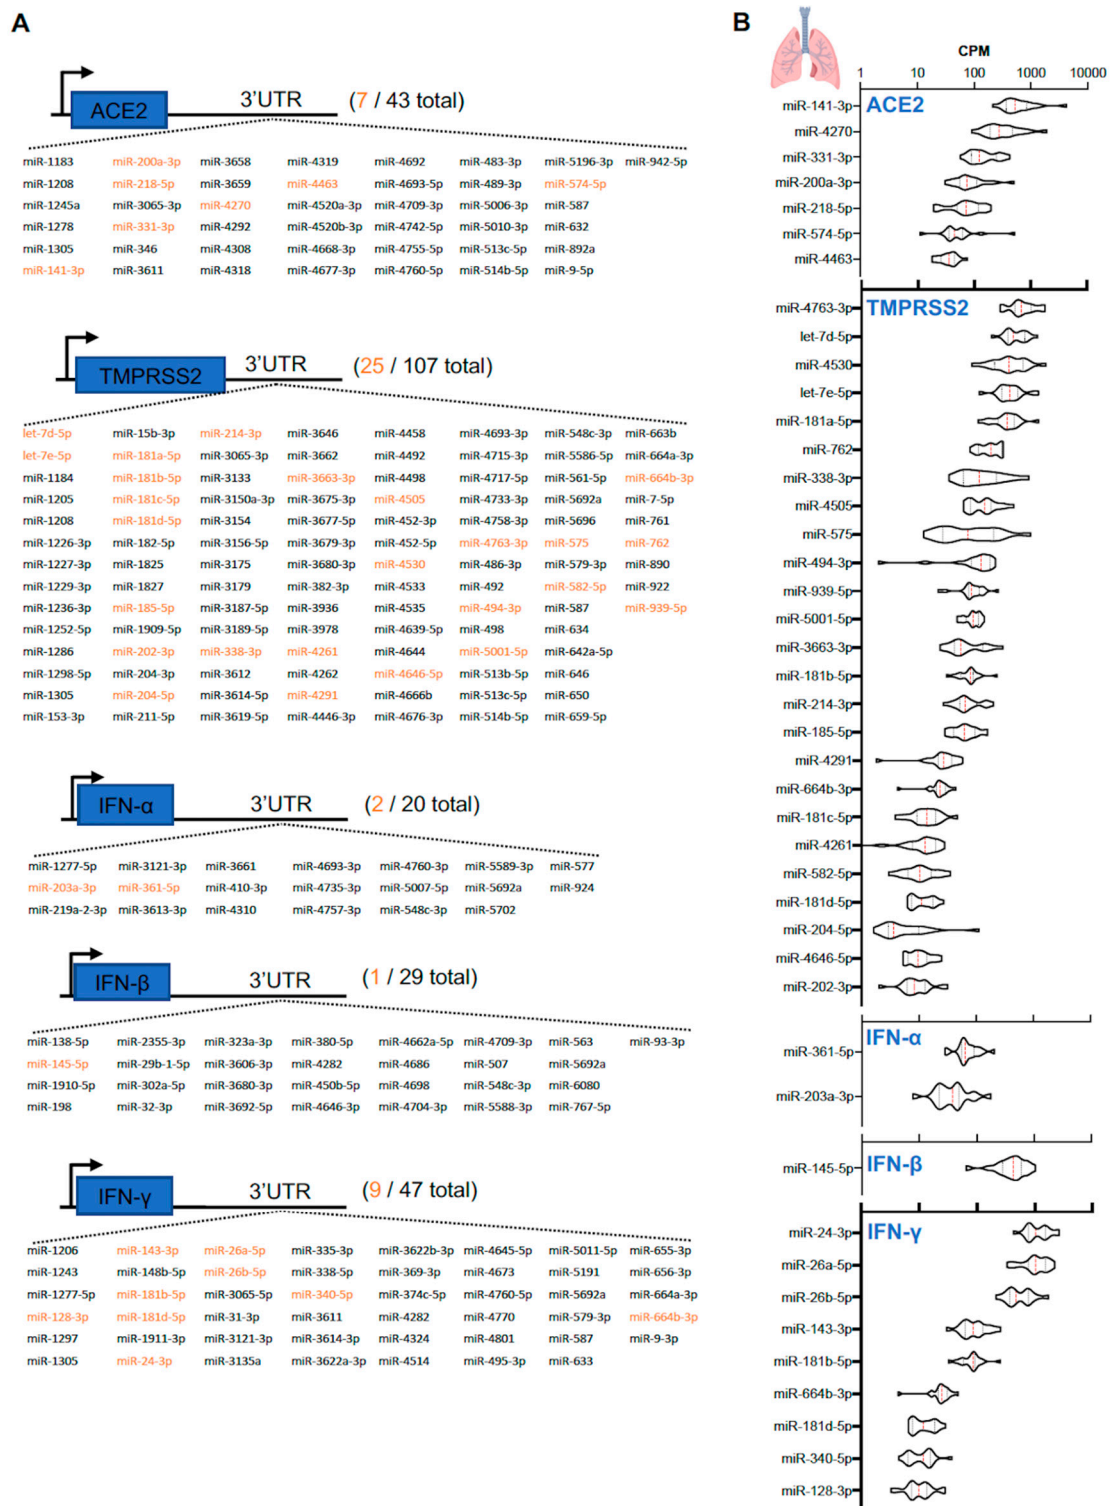 A
ACE2
3'UTR
(7 / 43 total)
miR-1183 miR-200a-3p miR-3658 miR-4319 miR-4692 miR-483-3p miR-5196-3p miR-942-5p
miR-1208 miR-218-5p miR-3659 miR-4463 miR-4693-5p miR-489-3p miR-574-5p
miR-1245a miR-3065-3p miR-4270 miR-4520a-3p miR-4709-3p miR-5006-3p miR-587
miR-1278 miR-331-3p miR-4292 miR-4520b-3p miR-4742-5p miR-5010-3p miR-632
miR-1305 miR-346 miR-4308 miR-4668-3p miR-4755-5p miR-513c-5p miR-892a
miR-141-3p miR-3611 miR-4318 miR-4677-3p miR-4760-5p miR-514b-5p miR-9-5p
TMPRSS2
3'UTR
(25 / 107 total)
let-7d-5p miR-15b-3p miR-214-3p miR-3646 miR-4458 miR-4693-5p miR-548c-3p miR-663b
let-7e-5p miR-181a-5p miR-3065-3p miR-3662 miR-4492 miR-4715-3p miR-5586-5p miR-664a-3p
miR-1184 miR-181b-5p miR-3133 miR-3663-3p miR-4498 miR-4717-5p miR-561-5p miR-664b-3p
miR-1205 miR-181c-5p miR-3150a-3p miR-3675-3p miR-4505 miR-4733-3p miR-5692a miR-7-5p
miR-1208 miR-181d-5p miR-3154 miR-3677-5p miR-452-3p miR-4758-3p miR-5696 miR-761
miR-1226-3p miR-182-5p miR-3156-5p miR-3679-3p miR-452-5p miR-4763-3p miR-575 miR-762
miR-1227-3p miR-1825 miR-3175 miR-3680-3p miR-4530 miR-486-3p miR-579-3p miR-890
miR-1229-3p miR-1827 miR-3179 miR-382-3p miR-4533 miR-492 miR-582-5p miR-922
miR-1236-3p miR-185-5p miR-3187-5p miR-3936 miR-4535 miR-494-3p miR-587 miR-939-5p
miR-1252-5p miR-1909-5p miR-3189-5p miR-3978 miR-4639-5p miR-498 miR-634
miR-1286 miR-202-3p miR-338-3p miR-4261 miR-4644 miR-5001-5p miR-642a-5p
miR-1298-5p miR-204-3p miR-3612 miR-4262 miR-4646-5p miR-513b-5p miR-646
miR-1305 miR-204-5p miR-3614-5p miR-4291 miR-4666b miR-513c-5p miR-650
miR-153-3p miR-211-5p miR-3619-5p miR-4446-3p miR-4676-3p miR-514b-5p miR-659-5p
IFN-α
3'UTR
(2 / 20 total)
miR-1277-5p miR-3121-3p miR-3661 miR-4693-3p miR-4760-3p miR-5589-3p miR-577
miR-203a-3p miR-361-5p miR-410-3p miR-4735-3p miR-5007-5p miR-5692a miR-924
miR-219a-2-3p miR-3613-3p miR-4310 miR-4757-3p miR-548c-3p miR-5702
IFN-β
3'UTR
(1 / 29 total)
miR-138-5p miR-2355-3p miR-323a-3p miR-380-5p miR-4662a-5p miR-4709-3p miR-563 miR-93-3p
miR-145-5p miR-29b-1-5p miR-3606-3p miR-4282 miR-4686 miR-507 miR-5692a
miR-1910-5p miR-302a-5p miR-3680-3p miR-450b-5p miR-4698 miR-548c-3p miR-6080
miR-198 miR-32-3p miR-3692-5p miR-4646-3p miR-4704-3p miR-5588-3p miR-767-5p
IFN-γ
3'UTR
(9 / 47 total)
miR-1206 miR-143-3p miR-26a-5p miR-335-3p miR-3622b-3p miR-4645-5p miR-5011-5p miR-655-3p
miR-1243 miR-148b-5p miR-26b-5p miR-338-5p miR-369-3p miR-4673 miR-5191 miR-656-3p
miR-1277-5p miR-181b-5p miR-3065-5p miR-340-5p miR-374c-5p miR-4760-5p miR-5692a miR-664a-3p
miR-128-3p miR-181d-5p miR-31-3p miR-3611 miR-4282 miR-4770 miR-579-3p miR-664b-3p
miR-1297 miR-1911-3p miR-3121-3p miR-3614-3p miR-4324 miR-4801 miR-587 miR-9-3p
miR-1305 miR-24-3p miR-3135a miR-3622a-3p miR-4514 miR-495-3p miR-633
B
CPM
1 10 100 1000 10000
ACE2
miR-141-3p
miR-4270
miR-331-3p
miR-200a-3p
miR-218-5p
miR-574-5p
miR-4463
TMPRSS2
miR-4763-3p
let-7d-5p
miR-4530
let-7e-5p
miR-181a-5p
miR-762
miR-338-3p
miR-4505
miR-575
miR-494-3p
miR-939-5p
miR-5001-5p
miR-3663-3p
miR-181b-5p
miR-214-3p
miR-185-5p
miR-4291
miR-664b-3p
miR-181c-5p
miR-4261
miR-582-5p
miR-181d-5p
miR-204-5p
miR-4646-5p
miR-202-3p
IFN-α
miR-361-5p
miR-203a-3p
IFN-β
miR-145-5p
IFN-γ
miR-24-3p
miR-26a-5p
miR-26b-5p
miR-143-3p
miR-181b-5p
miR-664b-3p
miR-181d-5p
miR-340-5p
miR-128-3p